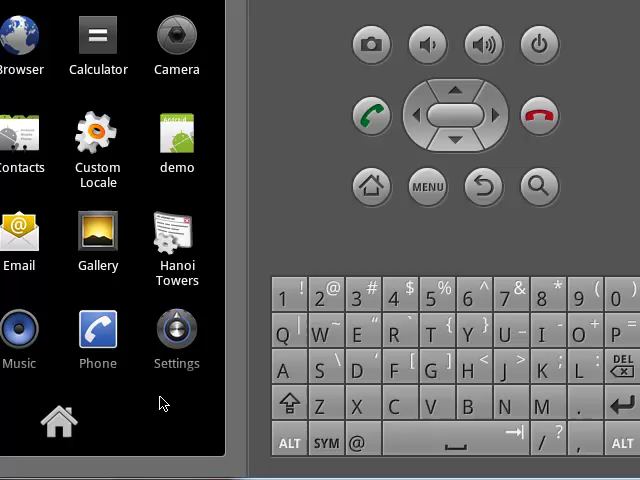 Browser Calculator Camera
Contacts Custom Locale demo
Email Gallery Hanoi Towers
Music Phone Settings
MENU
1 ! 2 @ 3 # 4 $ 5 % 6 ^ 7 & 8 * 9 ( 0 )
Q | W ~ E " R ` T { Y } U _ I - O + P =
A S \ D ' F [ G ] H < J > K ; L : DEL
Z X C V B N M .
ALT SYM @ / ? , ALT